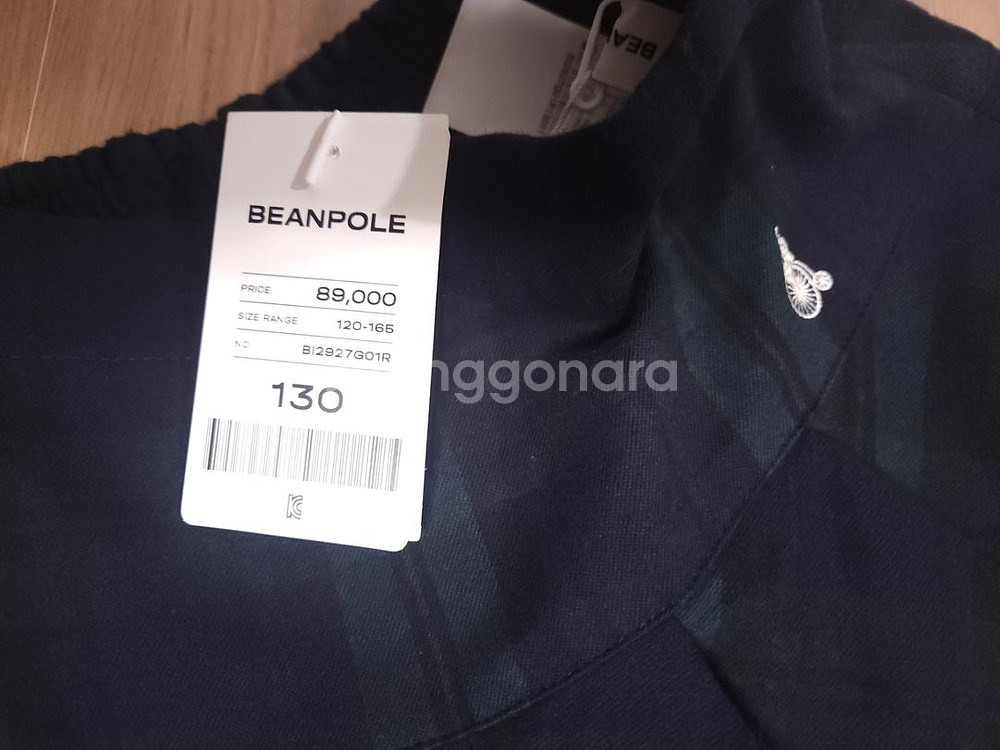 BEA
BEANPOLE
PRICE 89,000
SIZE RANGE 120-165
NO BI2927G01R
nggonara
130